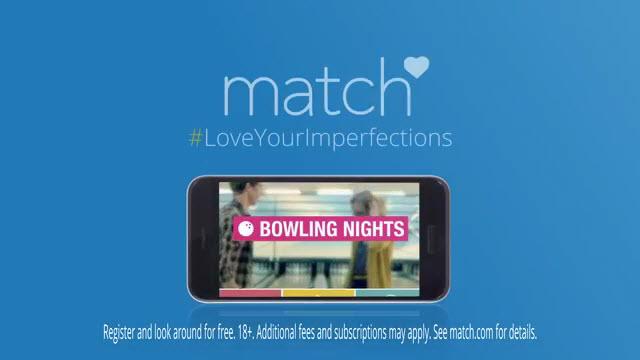 match
#LoveYourImperfections
BOWLING NIGHTS
Register and look around for free. 18+. Additional fees and subscriptions may apply. See match.com for details.